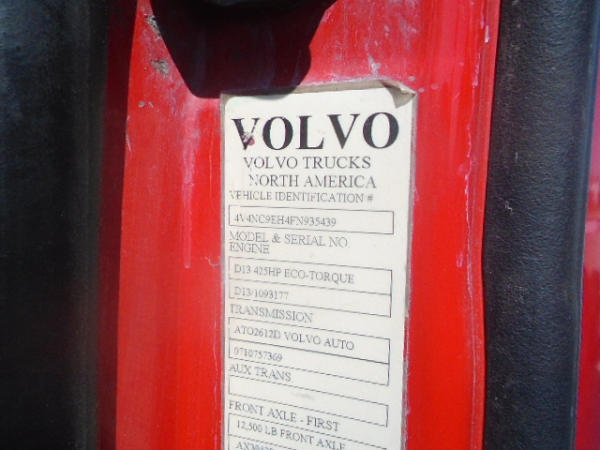 VOLVO
VOLVO TRUCKS
NORTH AMERICA
VEHICLE IDENTIFICATION #
4V4NC9EH4FN935439
MODEL & SERIAL NO.
ENGINE
D13 425HP ECO-TORQUE
D13/1093177
TRANSMISSION
ATO2612D VOLVO AUTO
0710757369
AUX TRANS
FRONT AXLE - FIRST
12,500 LB FRONT AXLE